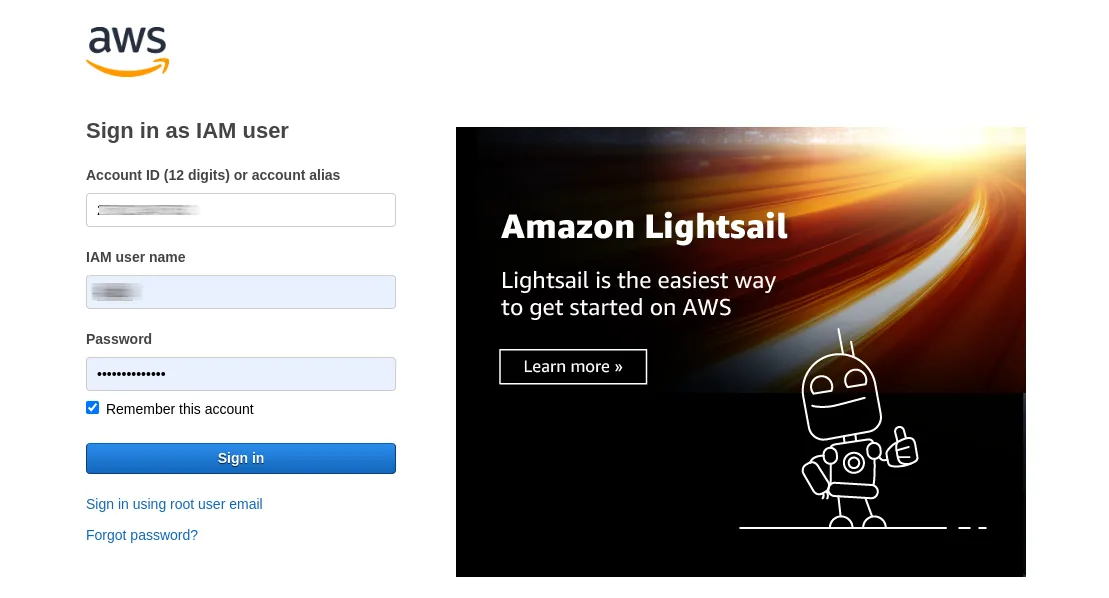 aws
Sign in as IAM user
Account ID (12 digits) or account alias
IAM user name
Password
••••••••••••••
Remember this account
Sign in
Sign in using root user email
Forgot password?
Amazon Lightsail
Lightsail is the easiest way
to get started on AWS
Learn more »